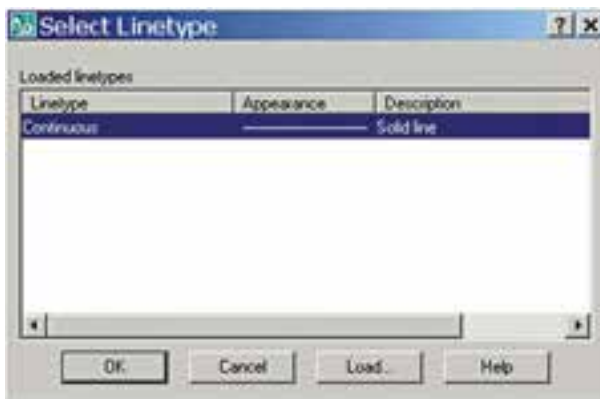 Select Linetype
Loaded linetypes
Linetype Appearance Description
Continuous Solid line
OK Cancel Load... Help